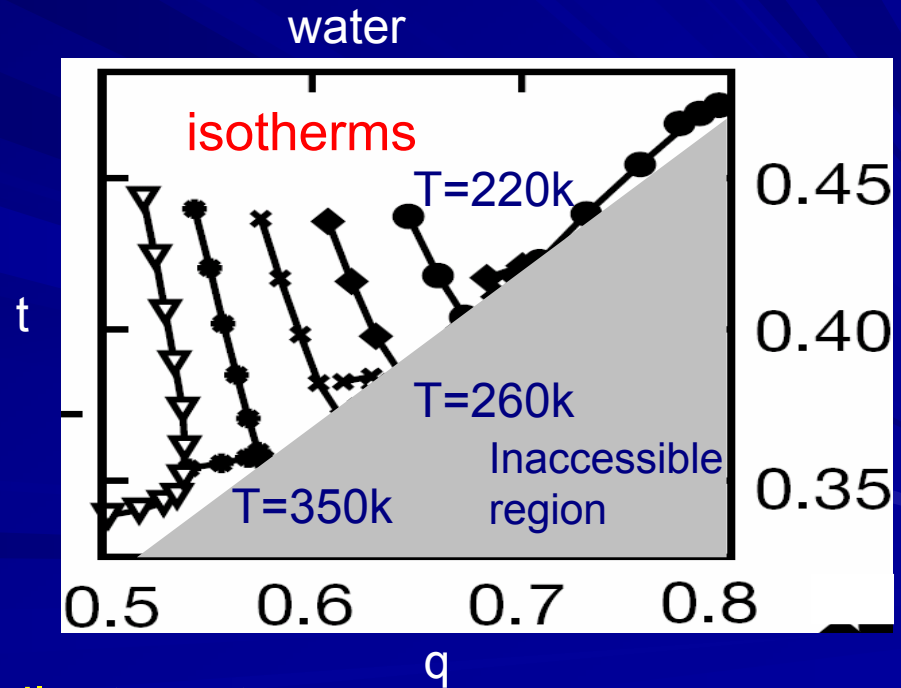 water
isotherms
T=220k
0.45
t
0.40
T=260k
Inaccessible
region
T=350k
0.35
0.5 0.6 0.7 0.8
q